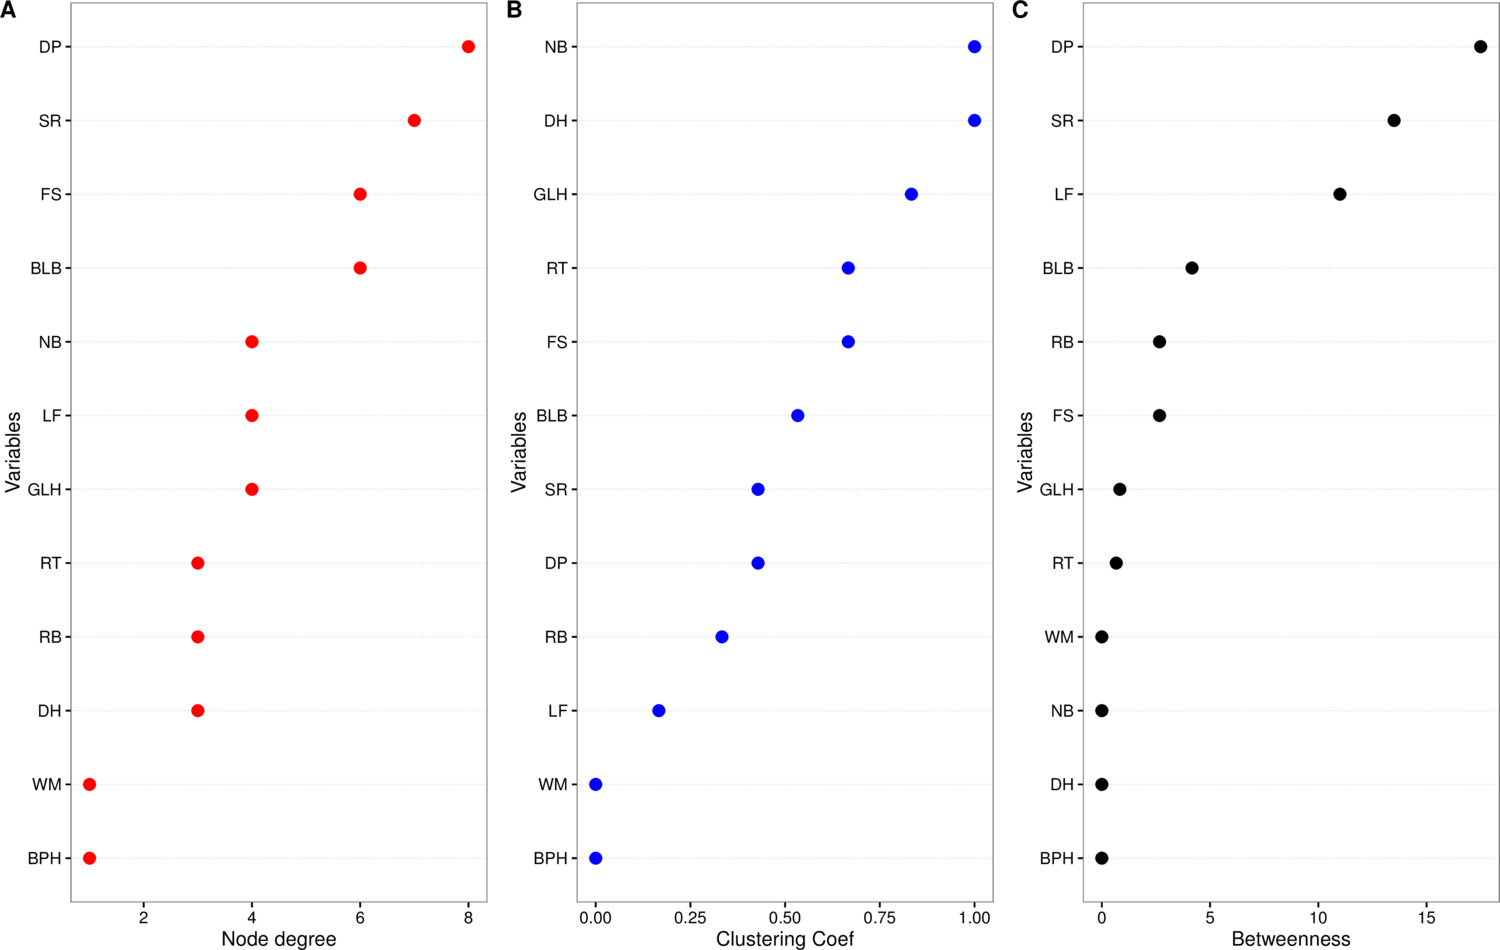 A
DP
SR
FS
BLB
NB
LF
GLH
RT
RB
DH
WM
BPH
Variables
2 4 6 8
Node degree
B
NB
DH
GLH
RT
FS
BLB
SR
DP
RB
LF
WM
BPH
Variables
0.00 0.25 0.50 0.75 1.00
Clustering Coef
C
DP
SR
LF
BLB
RB
FS
GLH
RT
WM
NB
DH
BPH
Variables
0 5 10 15
Betweenness